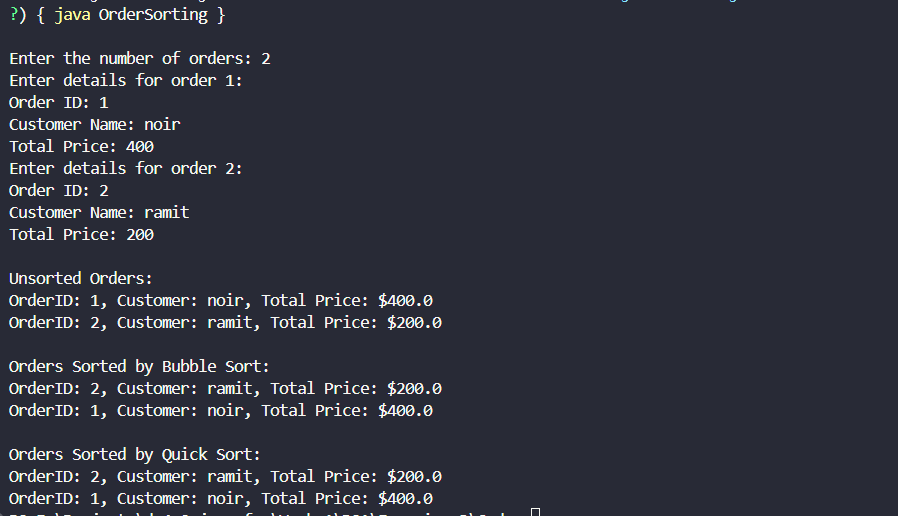 ?) { java OrderSorting }
Enter the number of orders: 2
Enter details for order 1:
Order ID: 1
Customer Name: noir
Total Price: 400
Enter details for order 2:
Order ID: 2
Customer Name: ramit
Total Price: 200
Unsorted Orders:
OrderID: 1, Customer: noir, Total Price: $400.0
OrderID: 2, Customer: ramit, Total Price: $200.0
Orders Sorted by Bubble Sort:
OrderID: 2, Customer: ramit, Total Price: $200.0
OrderID: 1, Customer: noir, Total Price: $400.0
Orders Sorted by Quick Sort:
OrderID: 2, Customer: ramit, Total Price: $200.0
OrderID: 1, Customer: noir, Total Price: $400.0